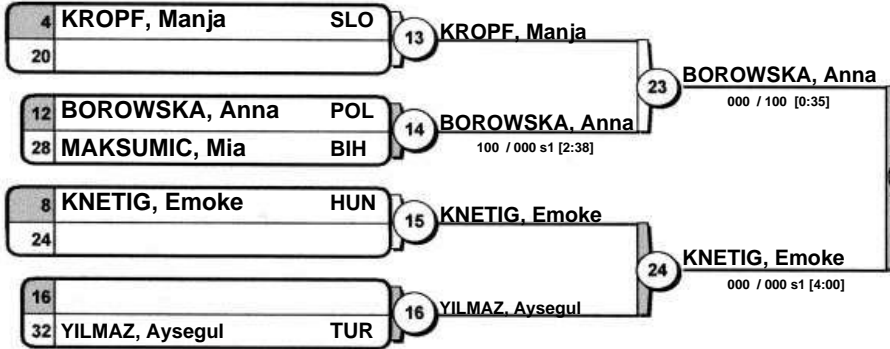 4 KROPF, Manja SLO
20
13 KROPF, Manja
12 BOROWSKA, Anna POL
28 MAKSUMIC, Mia BIH
14 BOROWSKA, Anna
100 / 000 s1 [2:38]
23 BOROWSKA, Anna
000 / 100 [0:35]
8 KNETIG, Emoke HUN
24
15 KNETIG, Emoke
16
32 YILMAZ, Aysegul TUR
16 YILMAZ, Aysegul
24 KNETIG, Emoke
000 / 000 s1 [4:00]